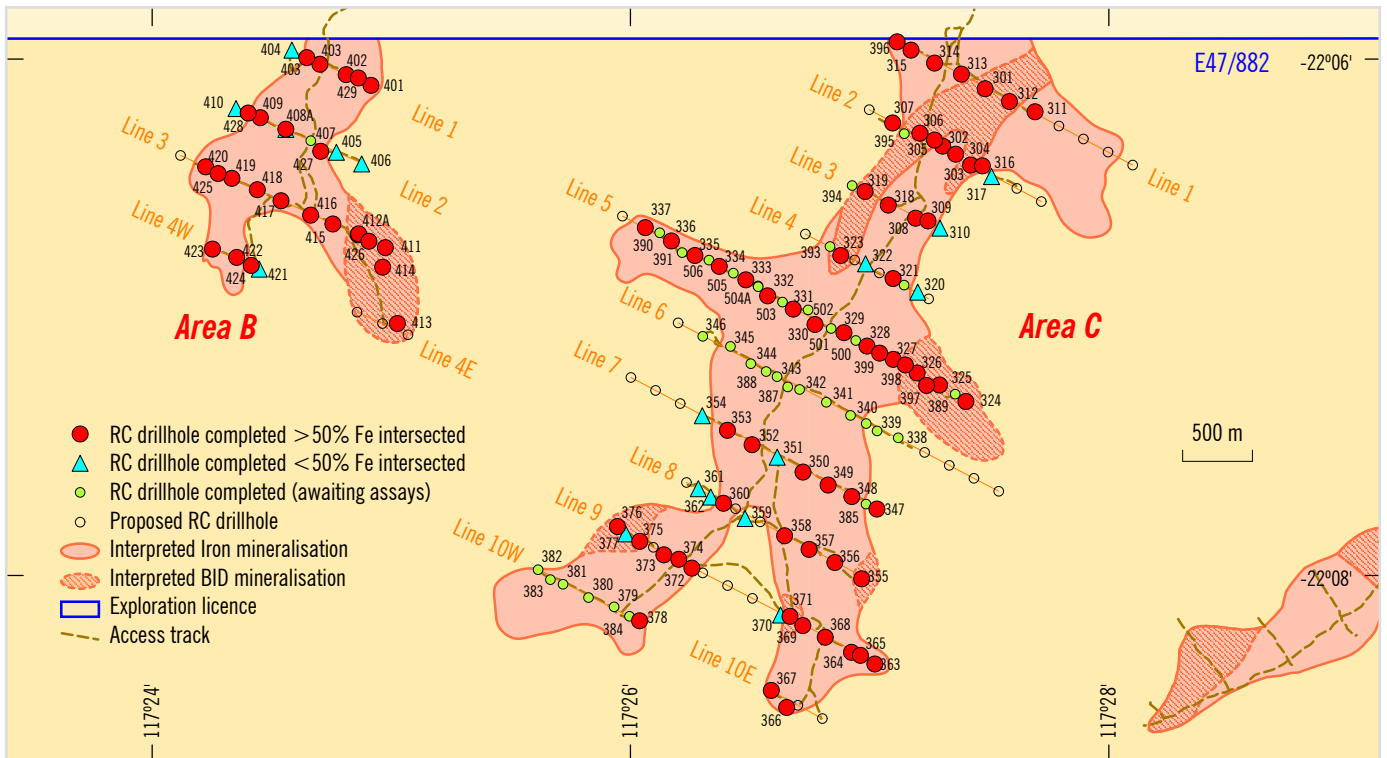 E47/882
-22°06'
404 403 402
403 429 401
Line 1
410 409 408A
428 407 405 406
427
Line 2
Line 3
420 419 418
425 417 416 412A
415 426 411
414
Line 4W
423 422
424 421
413
Line 4E
Area B
396 314
315 313 301 312 311
Line 1
Line 2
307 306
395 305 302 304
303 316
317
Line 3
319 318
394 309
308 310
Line 4
323 322
393 321 320
Area C
Line 5
337 336 335 334 333 332 331 502
390 391 506 505 504A 503 330 501
329 328 327 326 325
500 399 398 397 389 324
Line 6
346 345 344 343 342 341 340 339 338
388 387
Line 7
354 353 352 351 350 349 348
385 347
Line 8
361 360
362 359 358 357 356 355
Line 9
376 375 374
377 373 372
371 368 365
370 369 364 363
Line 10W
382 381 380 379
383 384 378
Line 10E
367
366
500 m
RC drillhole completed >50% Fe intersected
RC drillhole completed <50% Fe intersected
RC drillhole completed (awaiting assays)
Proposed RC drillhole
Interpreted Iron mineralisation
Interpreted BID mineralisation
Exploration licence
Access track
-22°08'
117°24'
117°26'
117°28'